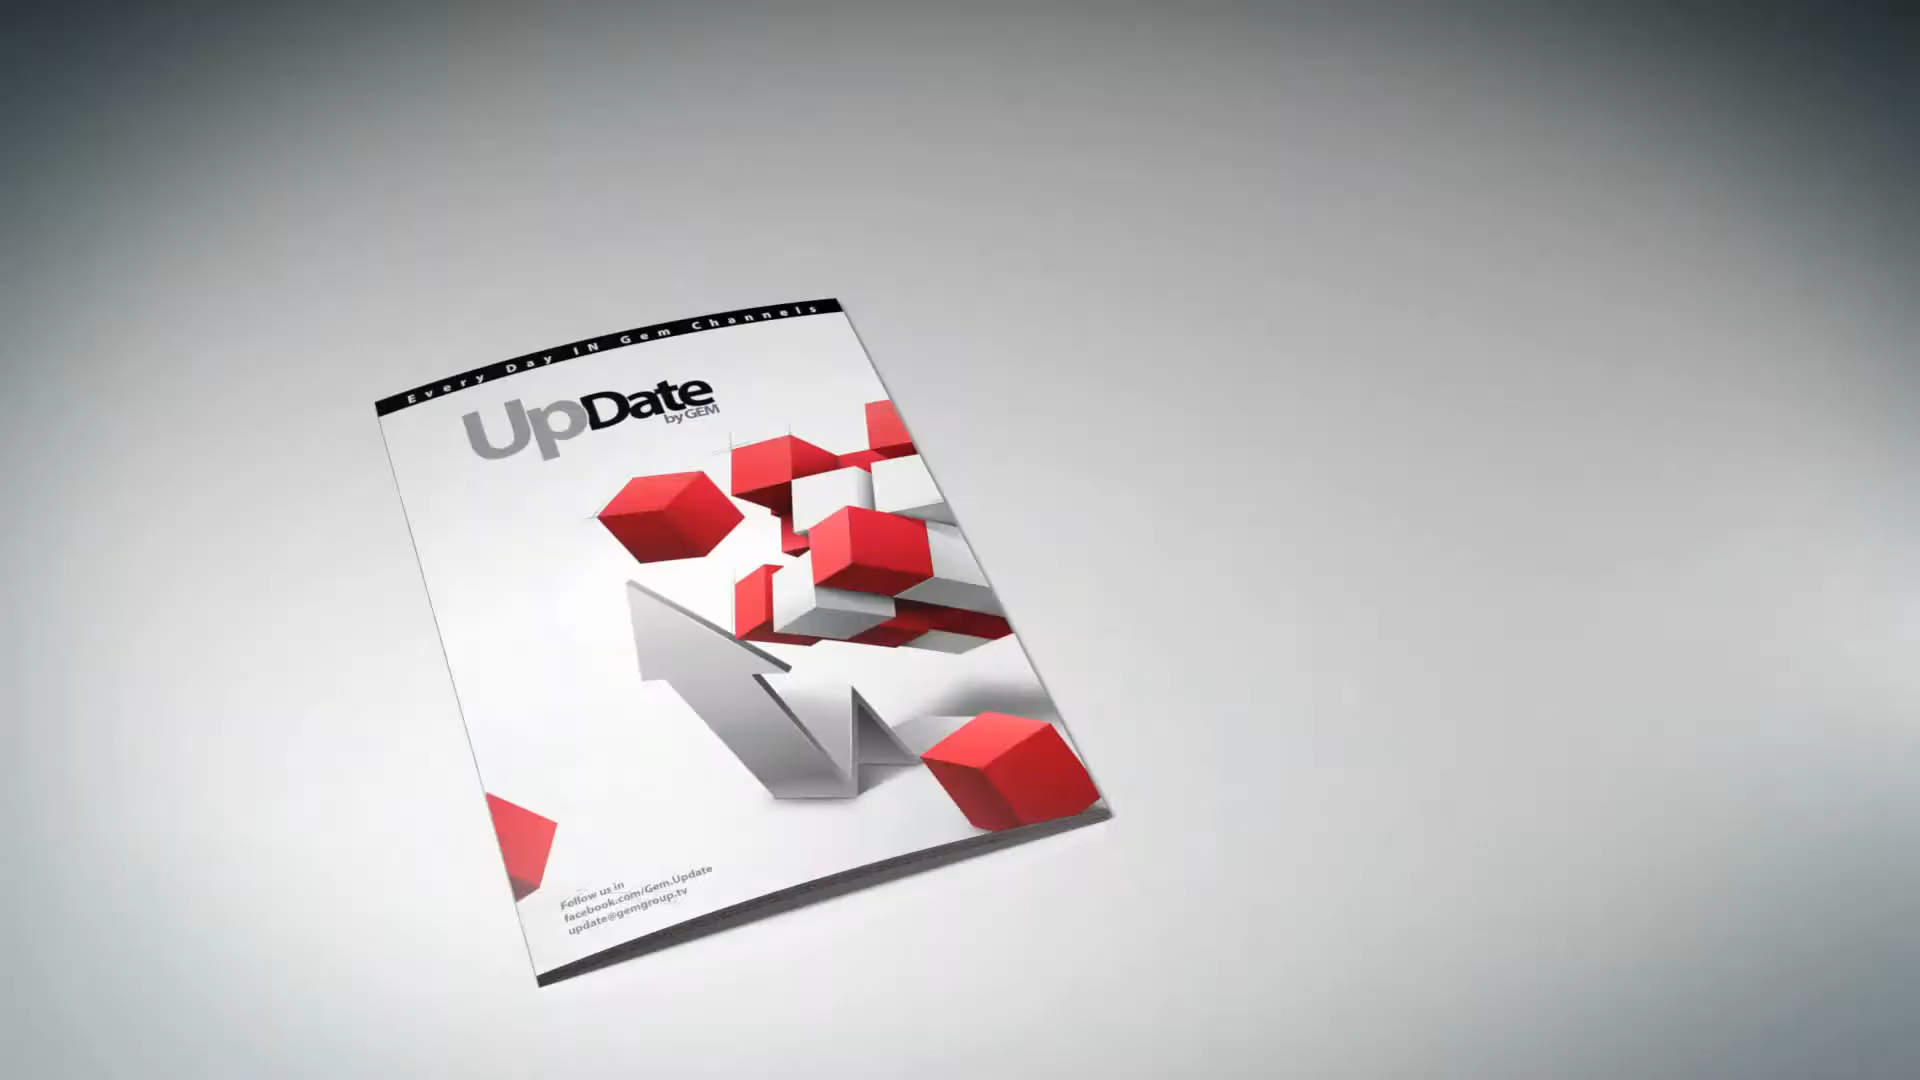 Every Day IN Gem Channels
UpDate
by GEM
Follow us in
facebook.com/Gem.Update
update@gemgroup.tv